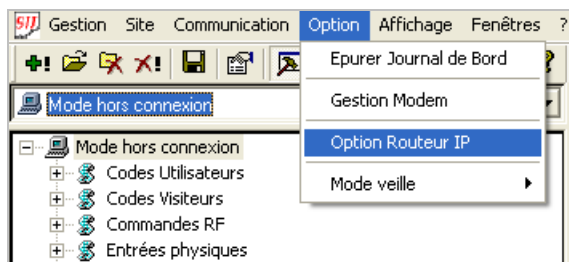 Gestion Site Communication Option Affichage Fenêtres ?
Epurer Journal de Bord
Mode hors connexion
Gestion Modem
Option Routeur IP
Mode veille
Mode hors connexion
Codes Utilisateurs
Codes Visiteurs
Commandes RF
Entrées physiques